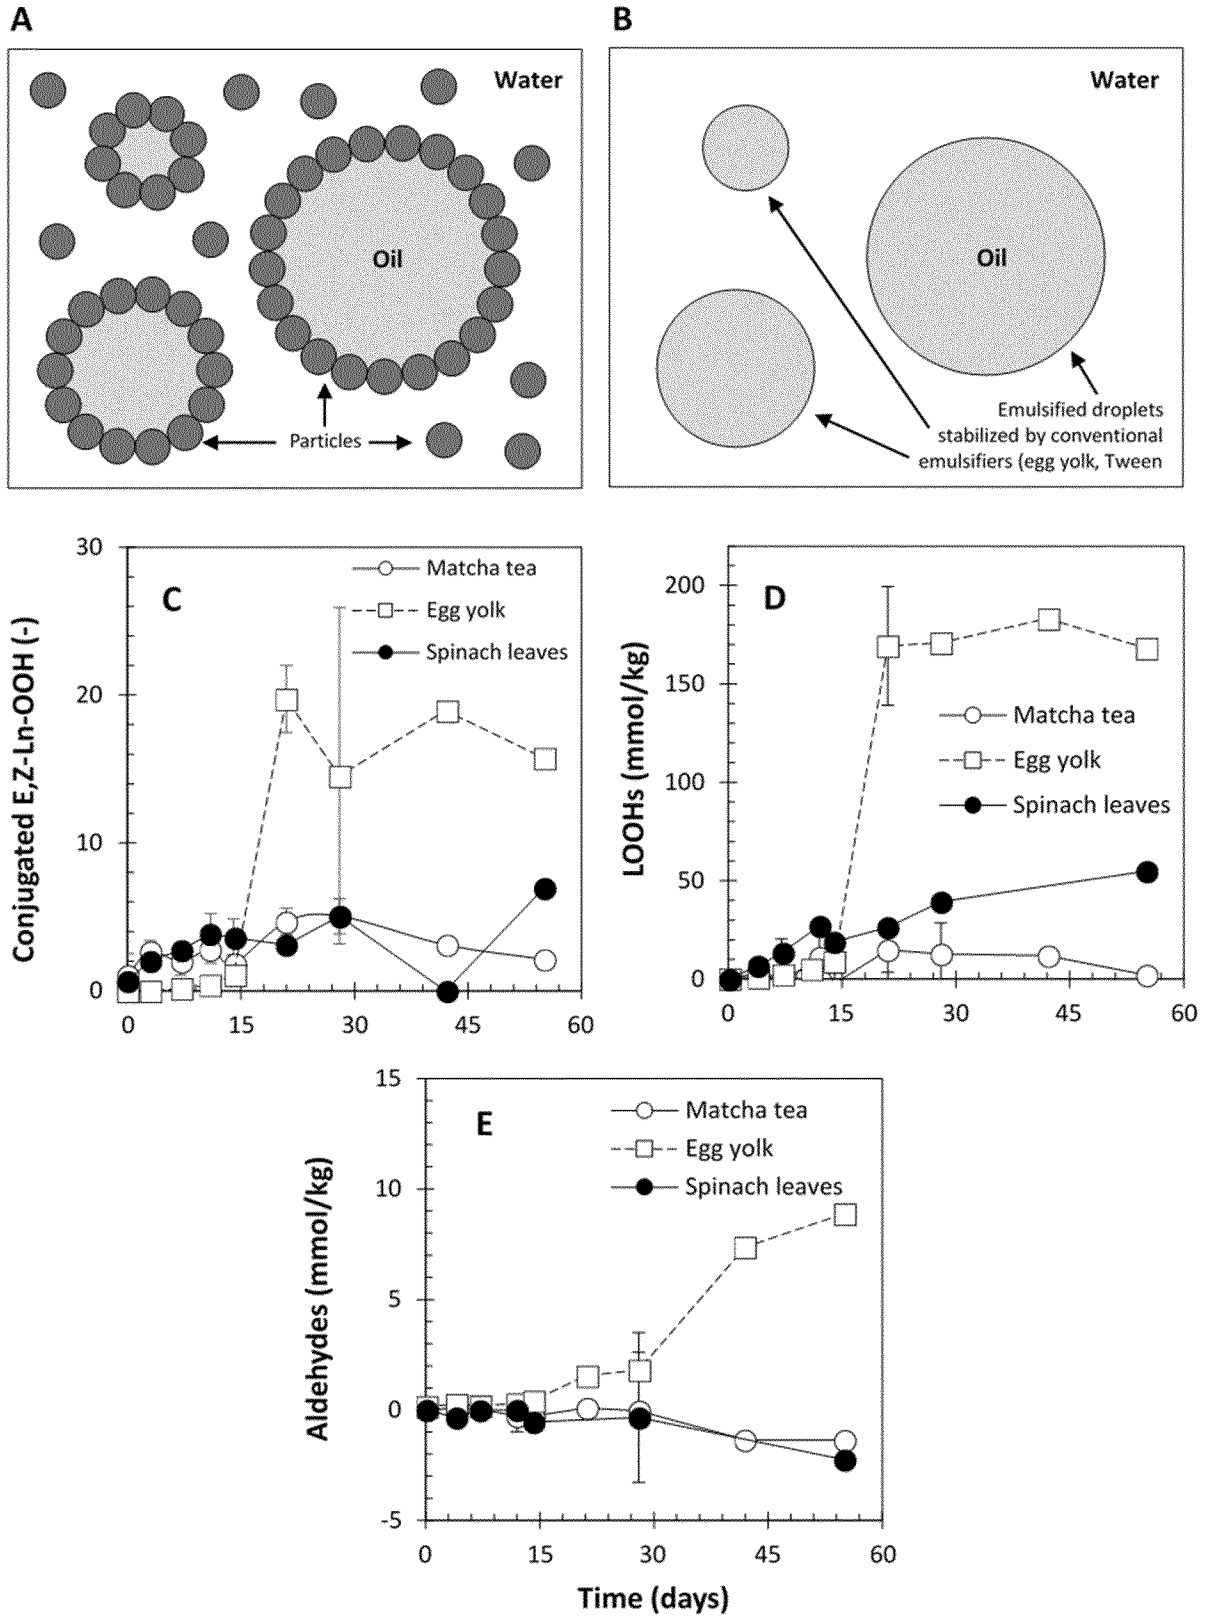 A
B
Water
Oil
Particles
Water
Oil
Emulsified droplets
stabilized by conventional
emulsifiers (egg yolk, Tween
30
20
10
0
0
15
30
45
60
Conjugated E,Z-Ln-OOH (-)
C
Matcha tea
Egg yolk
Spinach leaves
200
150
100
50
0
0
15
30
45
60
LOOHs (mmol/kg)
D
Matcha tea
Egg yolk
Spinach leaves
15
10
5
0
-5
0
15
30
45
60
Aldehydes (mmol/kg)
E
Matcha tea
Egg yolk
Spinach leaves
Time (days)